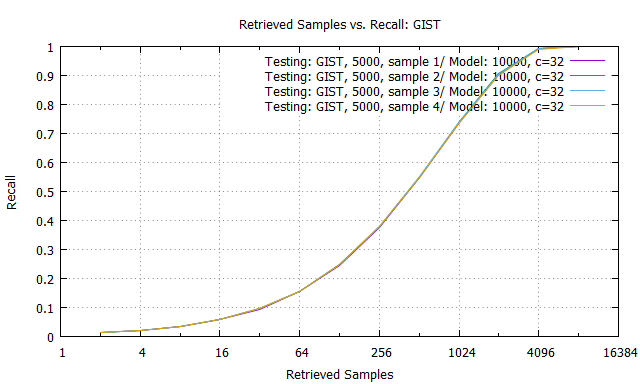 Retrieved Samples vs. Recall: GIST
Testing: GIST, 5000, sample 1/ Model: 10000, c=32
Testing: GIST, 5000, sample 2/ Model: 10000, c=32
Testing: GIST, 5000, sample 3/ Model: 10000, c=32
Testing: GIST, 5000, sample 4/ Model: 10000, c=32
Recall
1
0.9
0.8
0.7
0.6
0.5
0.4
0.3
0.2
0.1
0
1 4 16 64 256 1024 4096 16384
Retrieved Samples